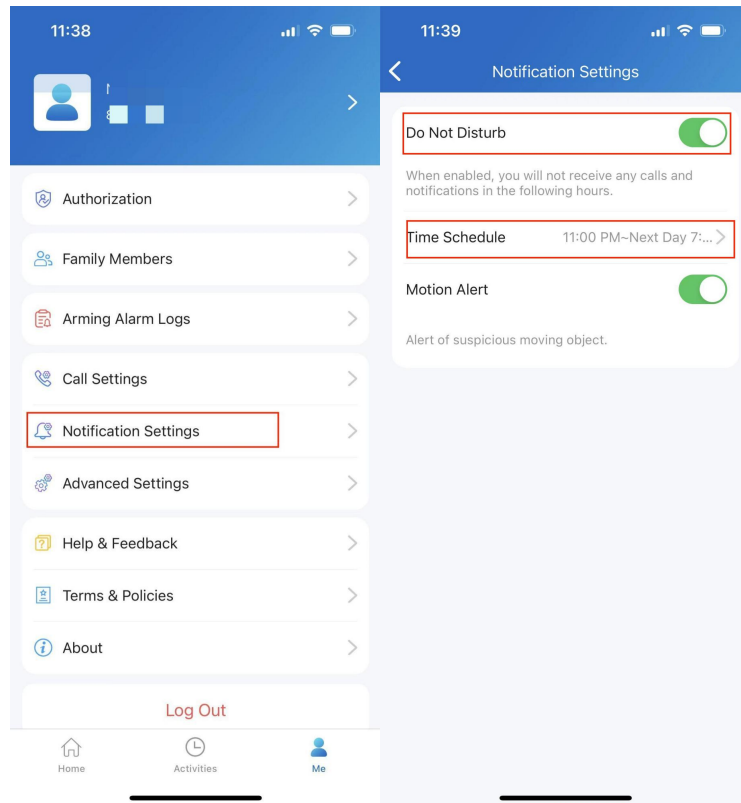 11:38
Authorization
Family Members
Arming Alarm Logs
Call Settings
Notification Settings
Advanced Settings
Help & Feedback
Terms & Policies
About
Log Out
Home
Activities
Me
11:39
Notification Settings
Do Not Disturb
When enabled, you will not receive any calls and
notifications in the following hours.
Time Schedule 11:00 PM~Next Day 7:...
Motion Alert
Alert of suspicious moving object.